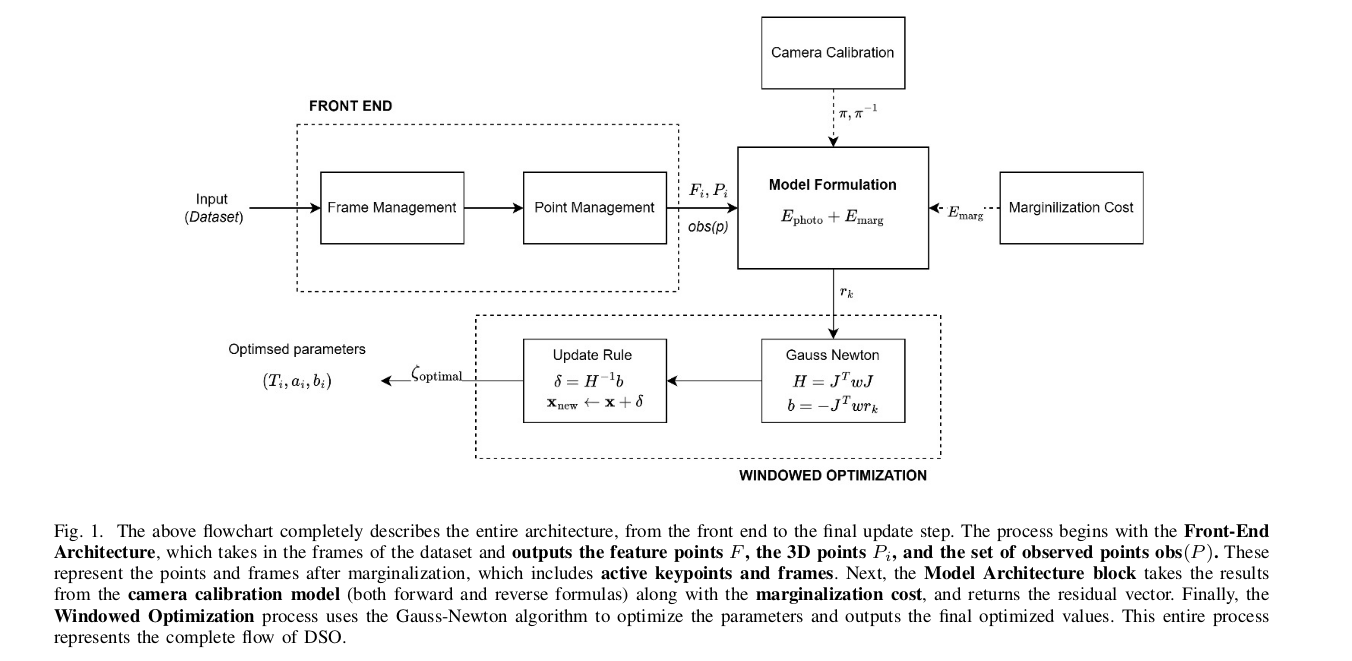 Camera Calibration
π, π⁻¹
FRONT END
Input
(Dataset)
Frame Management
Point Management
Fᵢ, Pᵢ
obs(p)
Model Formulation
E_photo + E_marg
E_marg
Marginilization Cost
r_k
Optimsed parameters
(Tᵢ, aᵢ, bᵢ)
ζ_optimal
Update Rule
δ = H⁻¹b
x_new ← x + δ
Gauss Newton
H = JᵀwJ
b = −Jᵀwr_k
WINDOWED OPTIMIZATION
Fig. 1. The above flowchart completely describes the entire architecture, from the front end to the final update step. The process begins with the Front-End
Architecture, which takes in the frames of the dataset and outputs the feature points F, the 3D points Pᵢ, and the set of observed points obs(P). These
represent the points and frames after marginalization, which includes active keypoints and frames. Next, the Model Architecture block takes the results
from the camera calibration model (both forward and reverse formulas) along with the marginalization cost, and returns the residual vector. Finally, the
Windowed Optimization process uses the Gauss-Newton algorithm to optimize the parameters and outputs the final optimized values. This entire process
represents the complete flow of DSO.